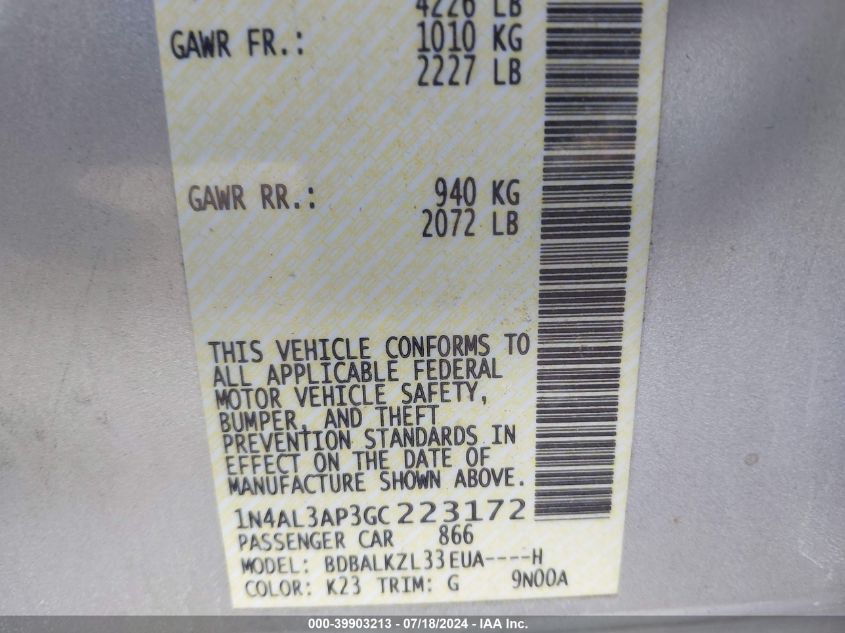 4226 LB
GAWR FR.: 1010 KG
2227 LB
GAWR RR.: 940 KG
2072 LB
THIS VEHICLE CONFORMS TO
ALL APPLICABLE FEDERAL
MOTOR VEHICLE SAFETY,
BUMPER, AND THEFT
PREVENTION STANDARDS IN
EFFECT ON THE DATE OF
MANUFACTURE SHOWN ABOVE.
1N4AL3AP3GC223172
PASSENGER CAR 866
MODEL: BDBALKZL33EUA----H
COLOR: K23 TRIM: G 9N00A
000-39903213 - 07/18/2024 - IAA Inc.